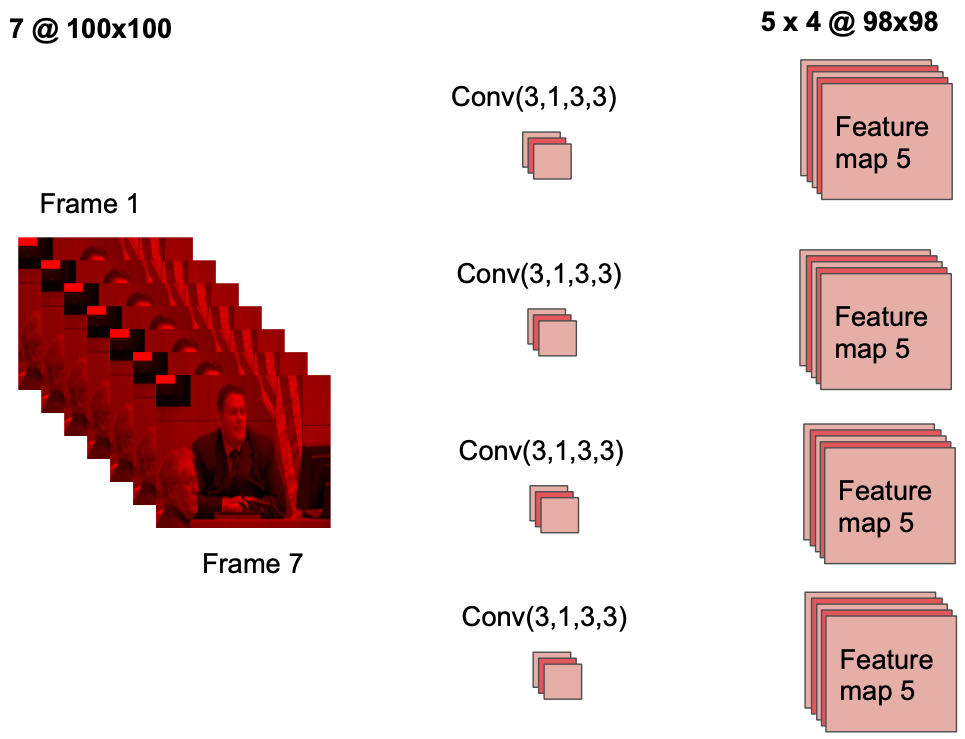 7 @ 100x100
5 x 4 @ 98x98
Conv(3,1,3,3)
Feature
map 5
Frame 1
Conv(3,1,3,3)
Feature
map 5
Conv(3,1,3,3)
Feature
map 5
Frame 7
Conv(3,1,3,3)
Feature
map 5